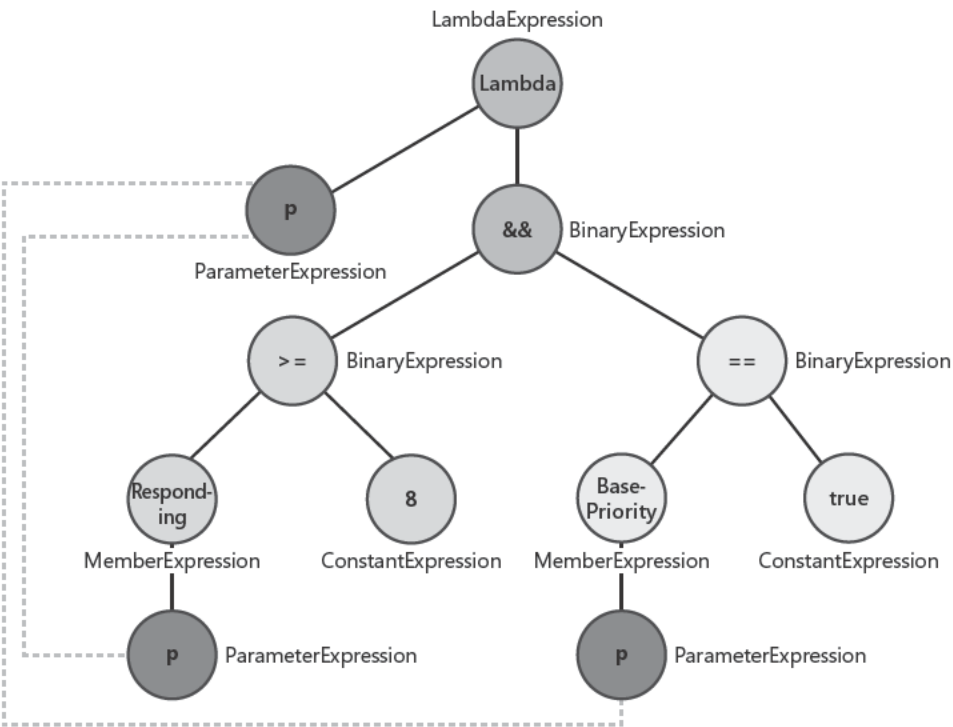 LambdaExpression
Lambda
p
ParameterExpression
&&
BinaryExpression
>=
BinaryExpression
==
BinaryExpression
Respond-
ing
MemberExpression
8
ConstantExpression
Base-
Priority
MemberExpression
true
ConstantExpression
p
ParameterExpression
p
ParameterExpression